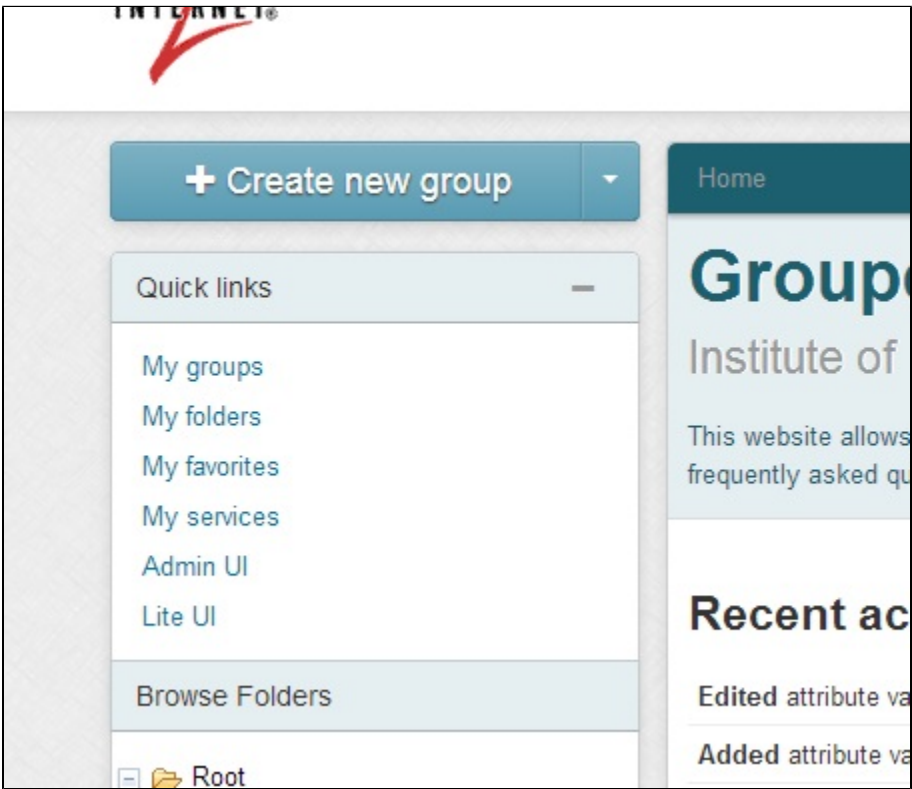 INTERNET®
Create new group
Quick links
My groups
My folders
My favorites
My services
Admin UI
Lite UI
Browse Folders
Root
Home
Groupe
Institute of
This website allows
frequently asked qu
Recent ac
Edited attribute va
Added attribute va